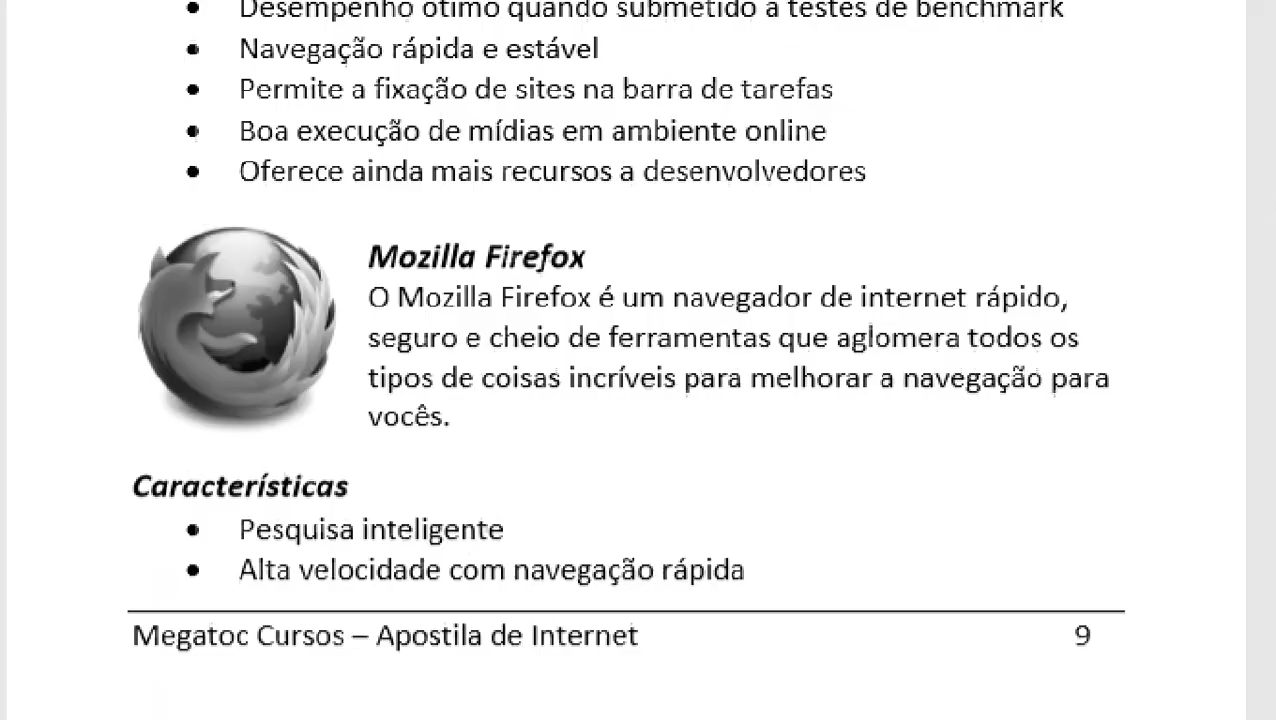 • Desempenho ótimo quando submetido a testes de benchmark
• Navegação rápida e estável
• Permite a fixação de sites na barra de tarefas
• Boa execução de mídias em ambiente online
• Oferece ainda mais recursos a desenvolvedores
Mozilla Firefox
O Mozilla Firefox é um navegador de internet rápido,
seguro e cheio de ferramentas que aglomera todos os
tipos de coisas incríveis para melhorar a navegação para
vocês.
Características
• Pesquisa inteligente
• Alta velocidade com navegação rápida
Megatoc Cursos – Apostila de Internet 9